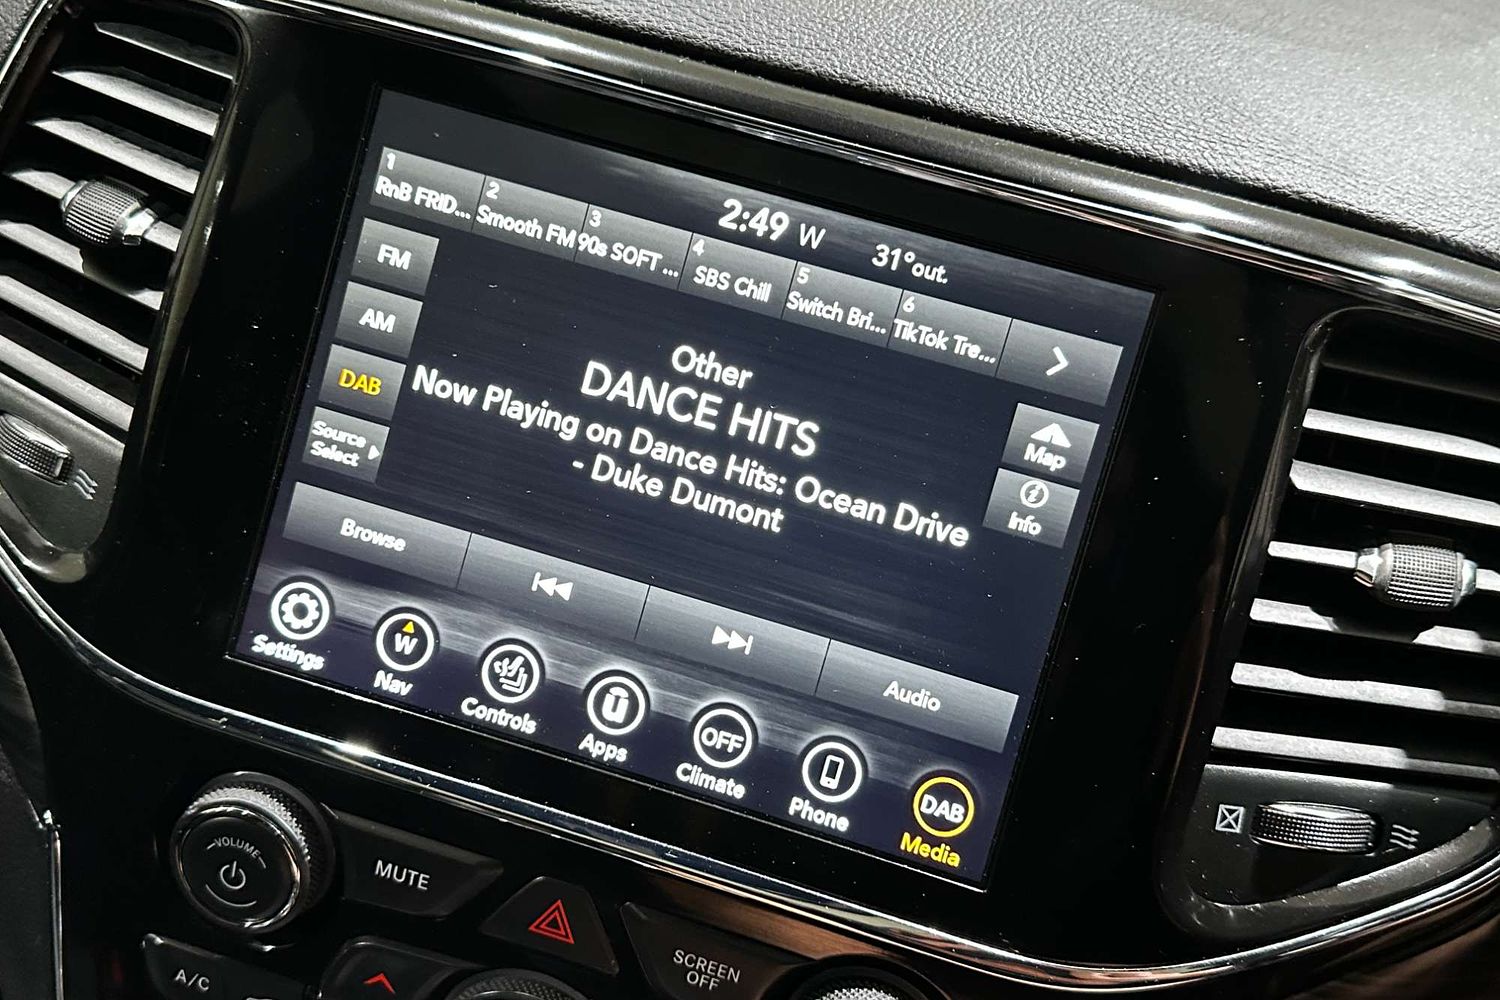 2:49 W 31°out.
1 RnB FRID...
2 Smooth FM
3 90s SOFT ...
4 SBS Chill
5 Switch Bri...
6 TikTok Tre...
FM
AM
DAB
Source
Select
Other
DANCE HITS
Now Playing on Dance Hits: Ocean Drive
- Duke Dumont
Map
Info
Browse
Audio
Settings
W
Nav
Controls
Apps
OFF
Climate
Phone
DAB
Media
VOLUME
MUTE
A/C
SCREEN
OFF